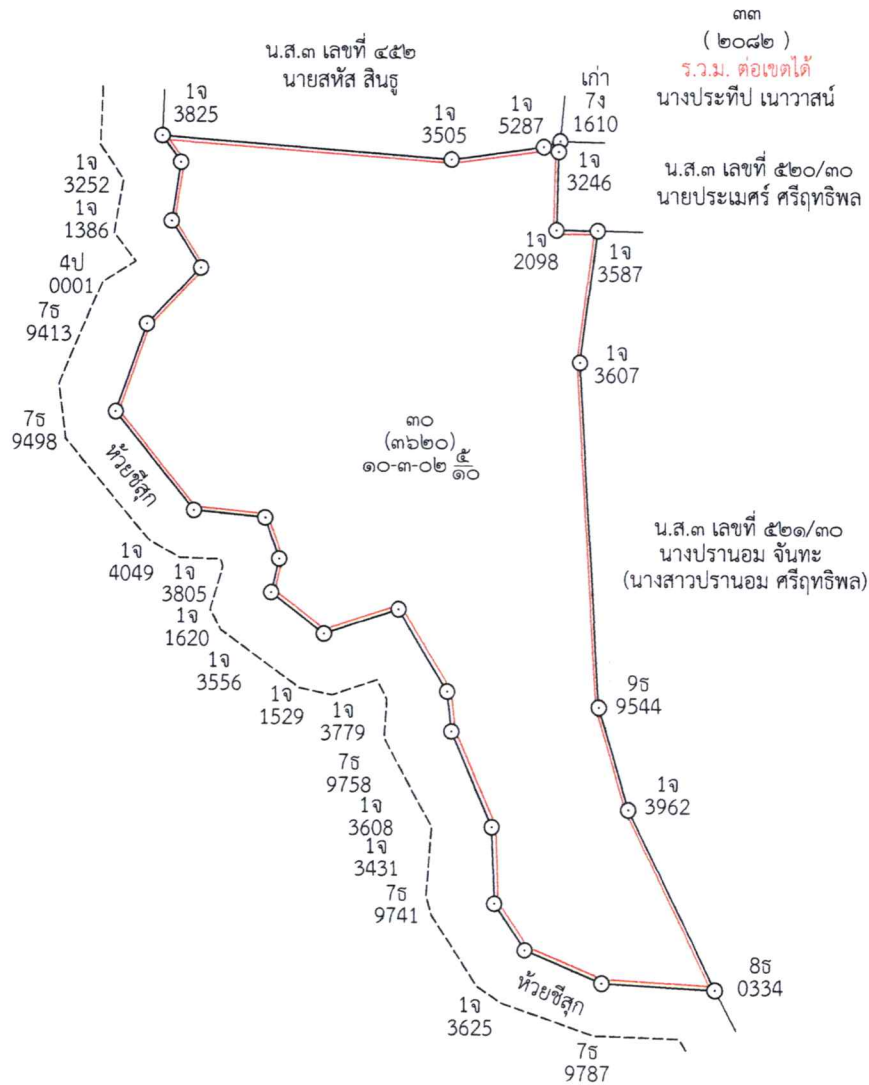 ๓๓
( ๒๐๘๒ )
ร.ว.ม. ต่อเขตได้
นางประทีป เนาวาสน์
น.ส.๓ เลขที่ ๔๕๒
นายสหัส สินธู
เก่า
7ง
1610
1จ
3825
1จ
3505
1จ
5287
1จ
3246
น.ส.๓ เลขที่ ๕๒๐/๓๐
นายประเมศร์ ศรีฤทธิพล
1จ
3252
1จ
1386
1จ
2098
1จ
3587
4ป
0001
7ธ
9413
1จ
3607
7ธ
9498
ห้วยชีสุก
๓๐
(๓๖๒๐)
๑๐-๓-๐๒ ๕/๑๐
น.ส.๓ เลขที่ ๕๒๑/๓๐
นางปรานอม จันทะ
(นางสาวปรานอม ศรีฤทธิพล)
1จ
4049
1จ
3805
1จ
1620
1จ
3556
1จ
1529
1จ
3779
9ธ
9544
7ธ
9758
1จ
3608
1จ
3962
1จ
3431
7ธ
9741
8ธ
0334
ห้วยชีสุก
1จ
3625
7ธ
9787